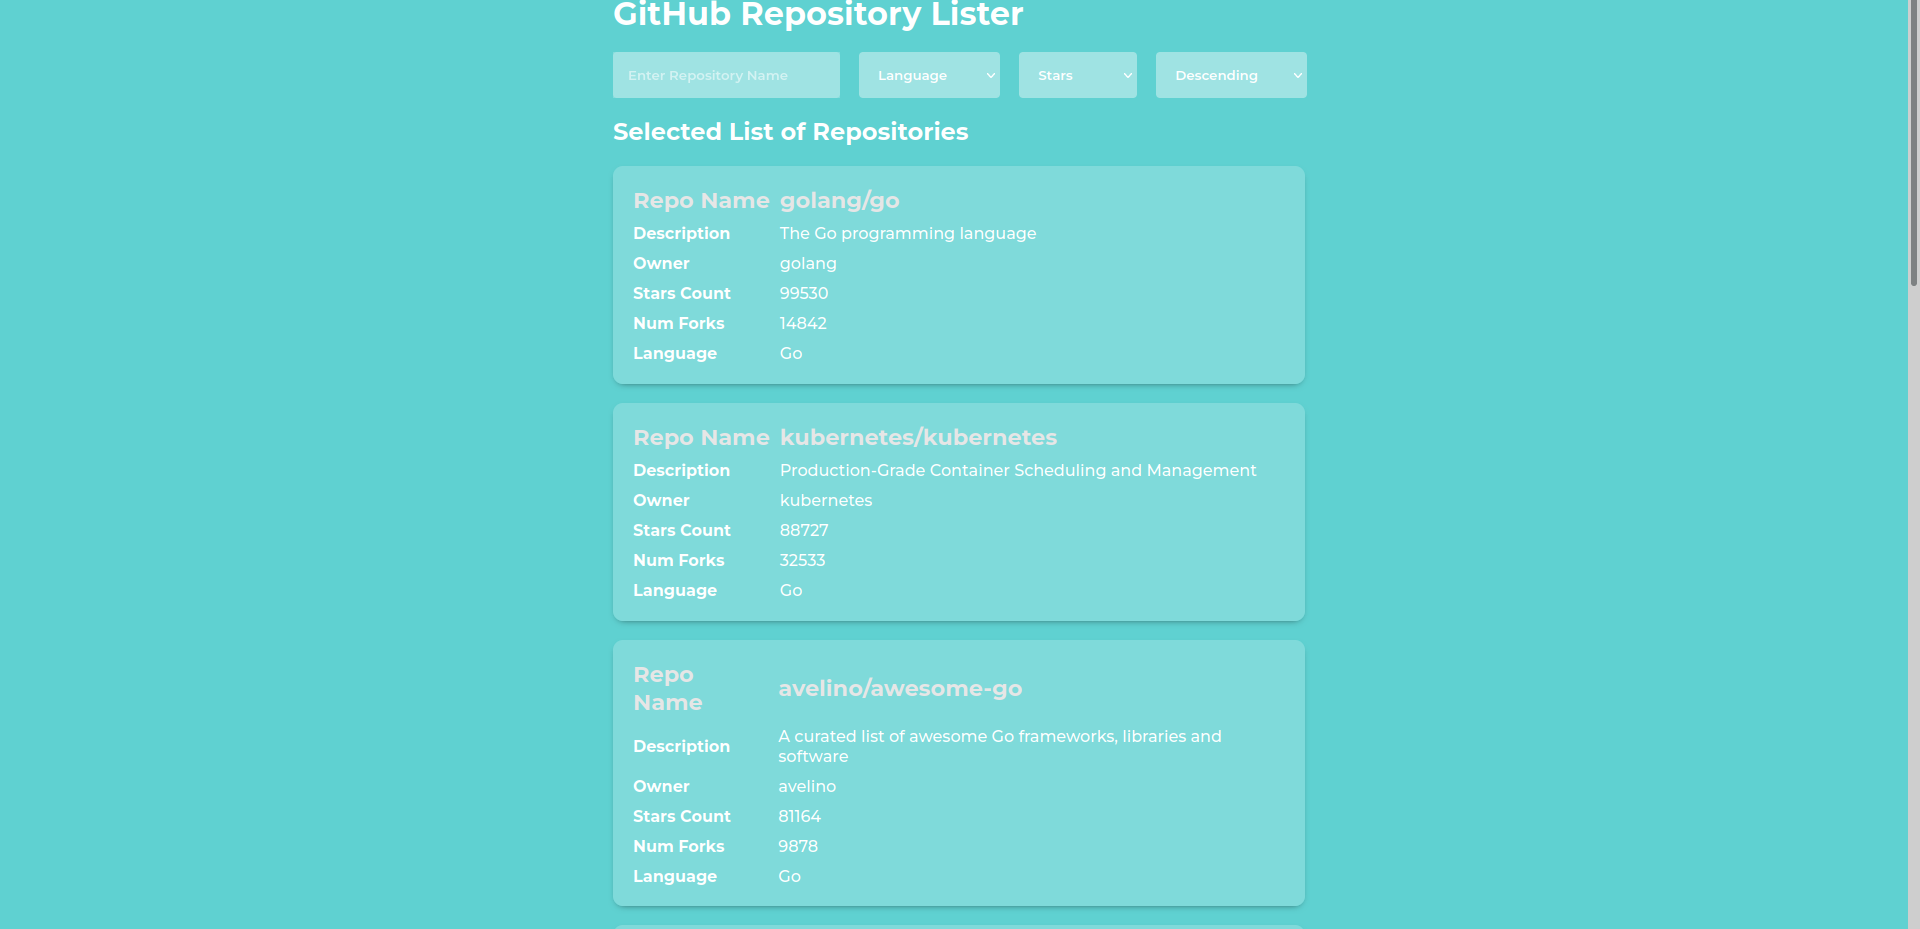 GitHub Repository Lister
Enter Repository Name Language Stars Descending
Selected List of Repositories
Repo Name golang/go
Description The Go programming language
Owner golang
Stars Count 99530
Num Forks 14842
Language Go
Repo Name kubernetes/kubernetes
Description Production-Grade Container Scheduling and Management
Owner kubernetes
Stars Count 88727
Num Forks 32533
Language Go
Repo
Name
avelino/awesome-go
Description
A curated list of awesome Go frameworks, libraries and
software
Owner avelino
Stars Count 81164
Num Forks 9878
Language Go